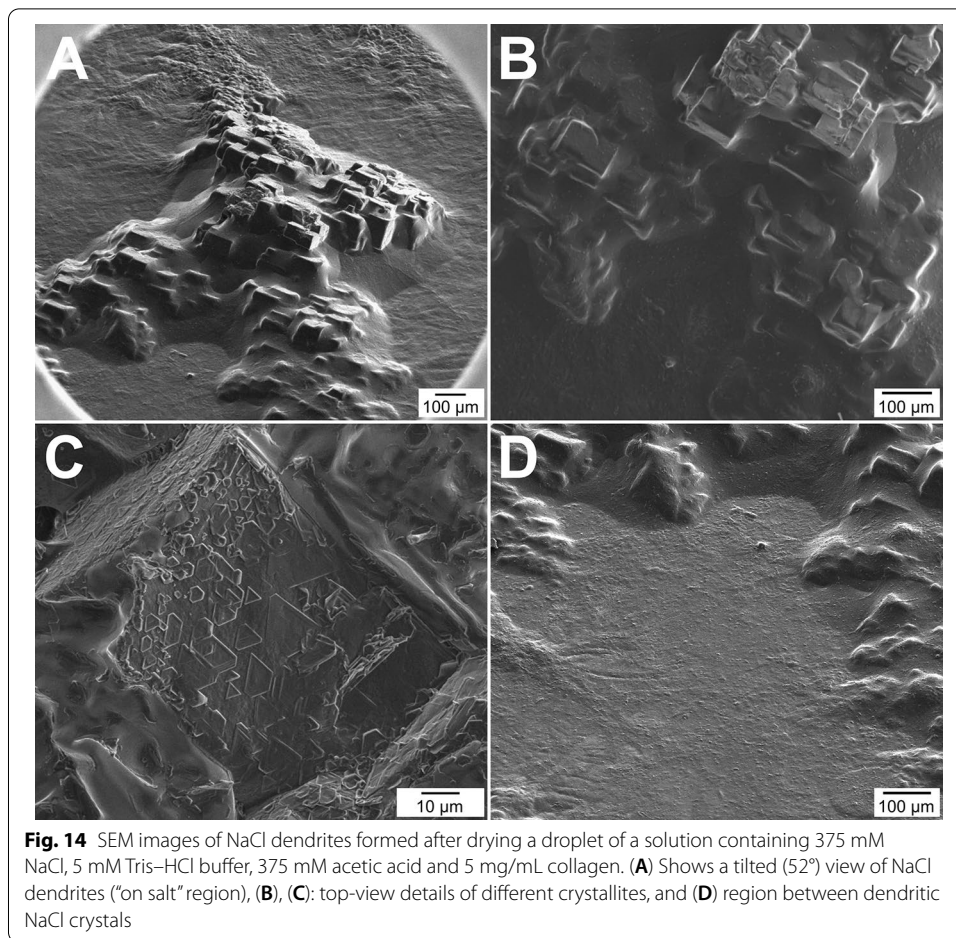 A
B
100 µm
100 µm
C
D
10 µm
100 µm
Fig. 14 SEM images of NaCl dendrites formed after drying a droplet of a solution containing 375 mM
NaCl, 5 mM Tris–HCl buffer, 375 mM acetic acid and 5 mg/mL collagen. (A) Shows a tilted (52°) view of NaCl
dendrites (“on salt” region), (B), (C): top-view details of different crystallites, and (D) region between dendritic
NaCl crystals